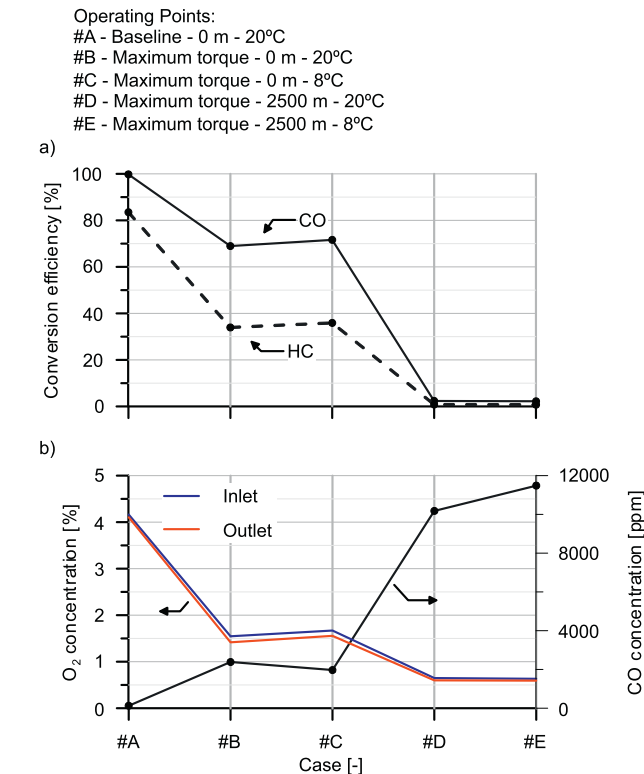 Operating Points:
#A - Baseline - 0 m - 20ºC
#B - Maximum torque - 0 m - 20ºC
#C - Maximum torque - 0 m - 8ºC
#D - Maximum torque - 2500 m - 20ºC
#E - Maximum torque - 2500 m - 8ºC
a)
Conversion efficiency [%]
100
80
60
40
20
0
CO
HC
b)
O2 concentration [%]
5
4
3
2
1
0
Inlet
Outlet
12000
8000
4000
0
CO concentration [ppm]
#A #B #C #D #E
Case [-]